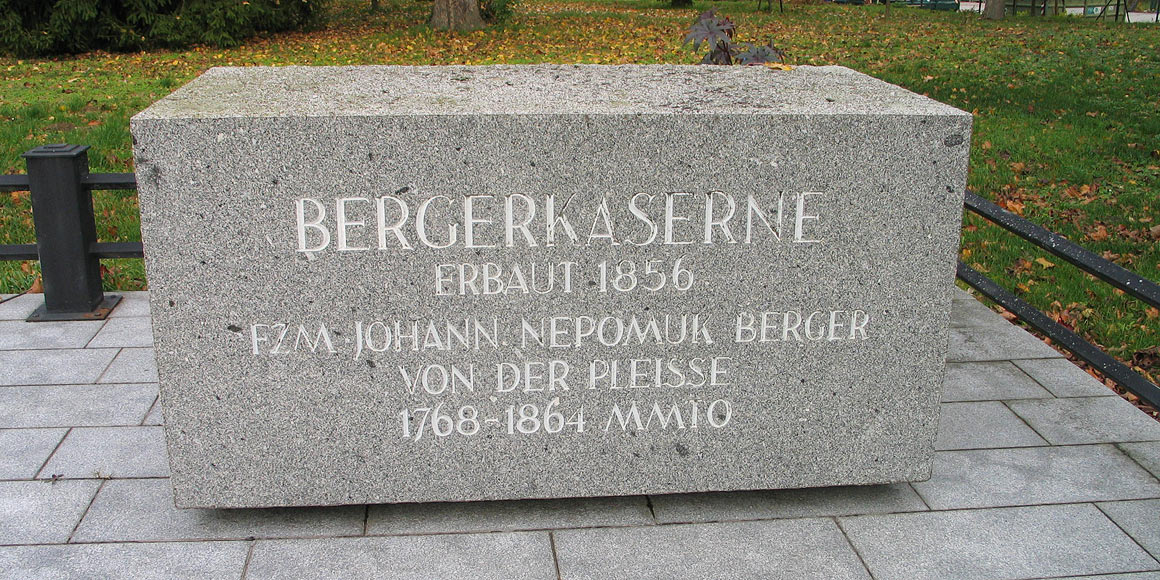 BERGERKASERNE
ERBAUT 1856
FZM. JOHANN. NEPOMUK BERGER
VON DER PLEISSE
1768-1864 MMTO